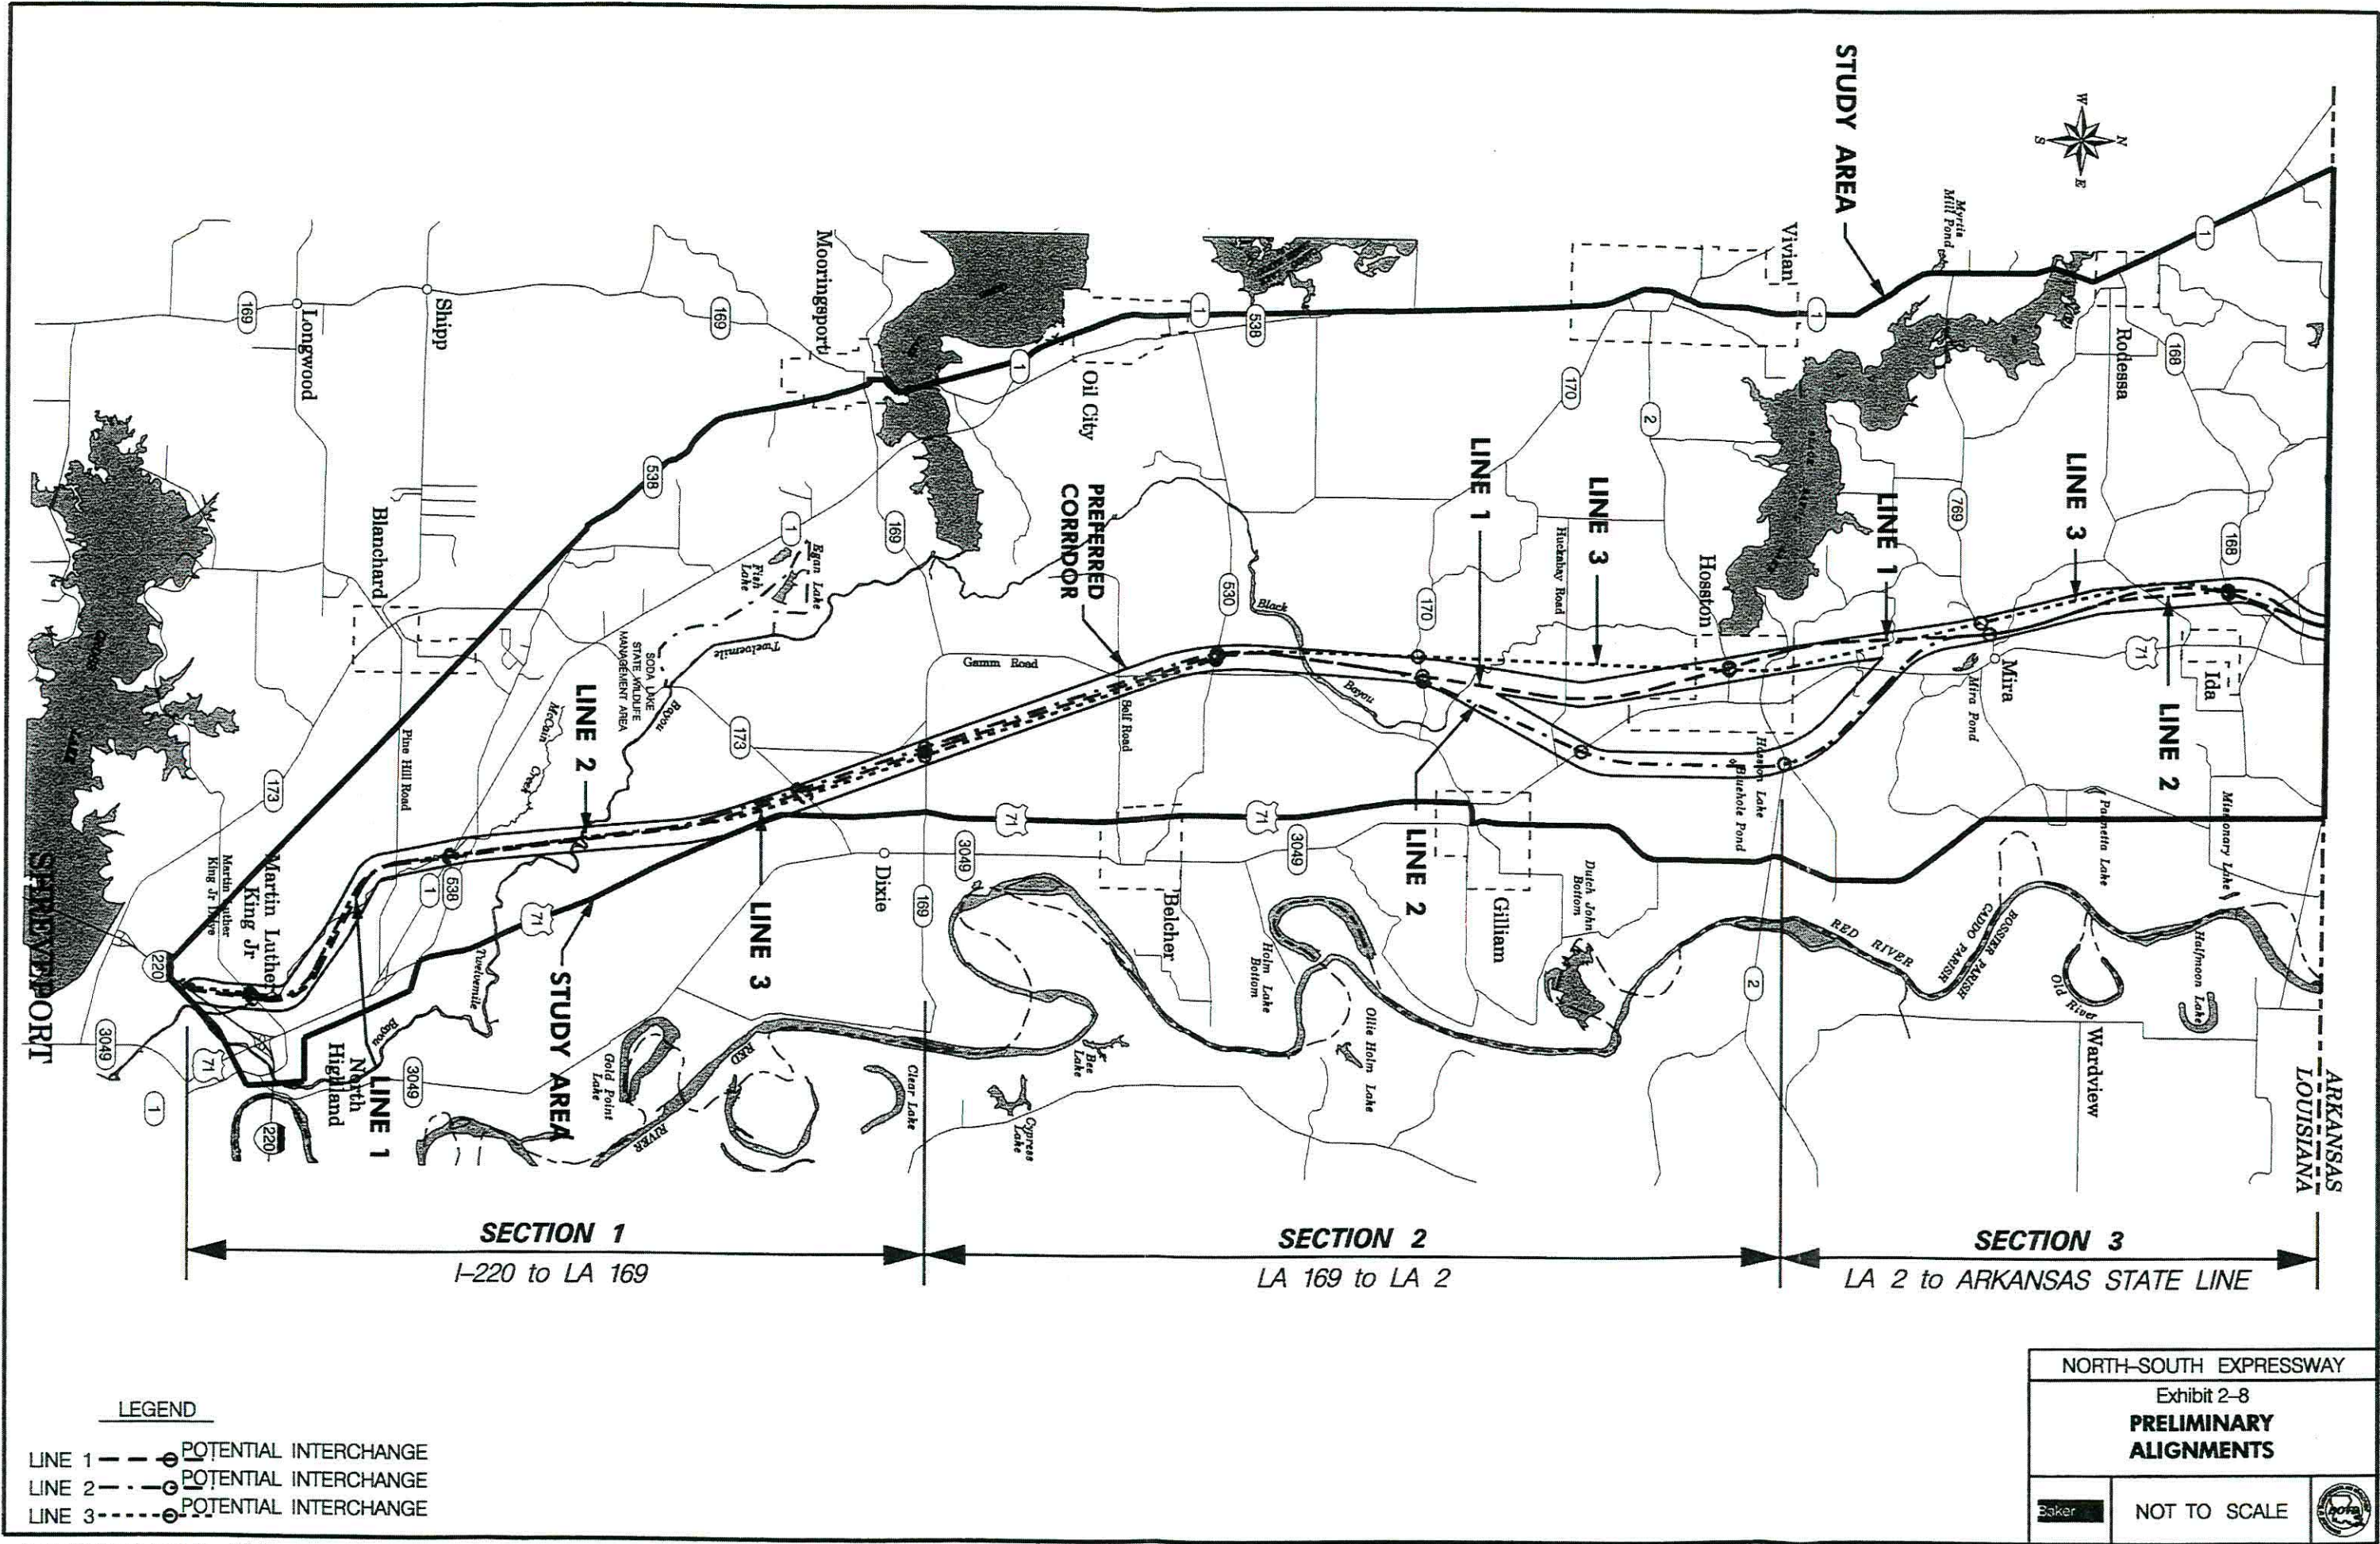 STUDY AREA
W
N
S
E
Myrtis
Mill Pond
1
Rodessa
168
Vivian
1
1
538
Oil City
1
Mooringsport
169
Shipp
169
Longwood
170
2
LINE 3
769
LINE 1
168
LINE 1
LINE 3
PREFERRED
CORRIDOR
538
Blanchard
1
169
Egan Lake
Fish
Lake
530
Black
Bayou
170
Huckabay Road
Hosston
Mira
Mira Pond
71
Ida
LINE 2
SODA LAKE
STATE WILDLIFE
MANAGEMENT AREA
Twelvemile
Bayou
Gamm Road
Self Road
LINE 2
McCain
Creek
173
173
Pine Hill Road
Hosston Lake
Bluehole Pond
Poonetta Lake
Missionary Lake
71
71
3049
3049
LINE 2
Dixie
169
Belcher
Gilliam
Dutch John
Bottom
Holm Lake
Bottom
Ollie Holm Lake
2
RED RIVER
CADDO PARISH
BOSSIER PARISH
Old River
Halfmoon Lake
Wardview
ARKANSAS
LOUISIANA
SHREVEPORT
Martin Luther
King Jr Drive
Martin Luther
King Jr
538
1
71
LINE 3
STUDY AREA
220
3049
71
1
220
North
Highland
LINE 1
3049
Twelvemile
Bayou
Gold Point
Lake
RED
RIVER
Clear Lake
Bee
Lake
Cypress
Lake
SECTION 1
I-220 to LA 169
SECTION 2
LA 169 to LA 2
SECTION 3
LA 2 to ARKANSAS STATE LINE
LEGEND
LINE 1 POTENTIAL INTERCHANGE
LINE 2 POTENTIAL INTERCHANGE
LINE 3 POTENTIAL INTERCHANGE
NORTH-SOUTH EXPRESSWAY
Exhibit 2-8
PRELIMINARY
ALIGNMENTS
Baker
NOT TO SCALE
DOTD